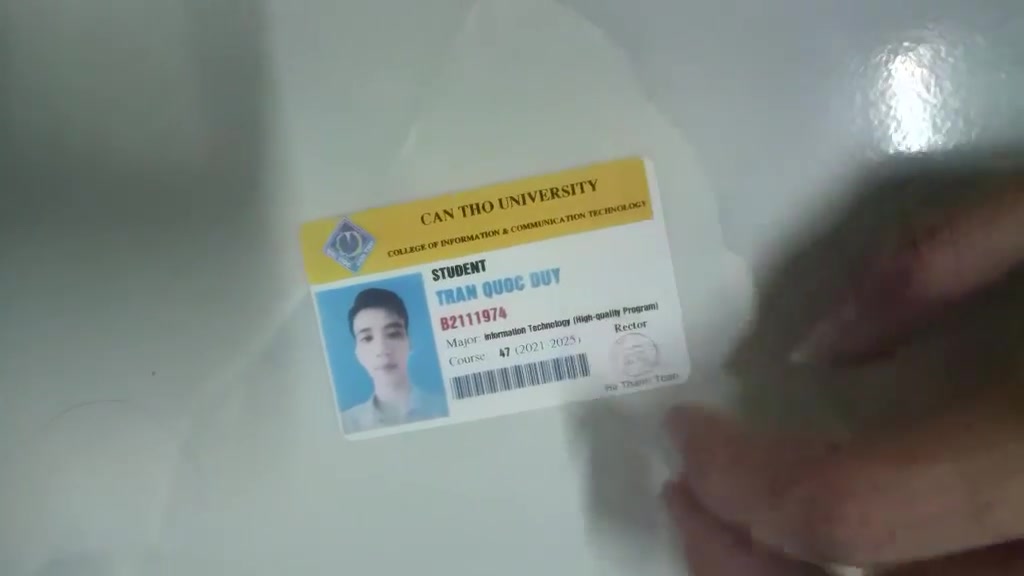 CAN THO UNIVERSITY
COLLEGE OF INFORMATION & COMMUNICATION TECHNOLOGY
STUDENT
TRAN QUOC DUY
B2111974
Major: Information Technology (High-quality Program)
Course: 47 (2021-2025)
Rector
Ha Thanh Toan